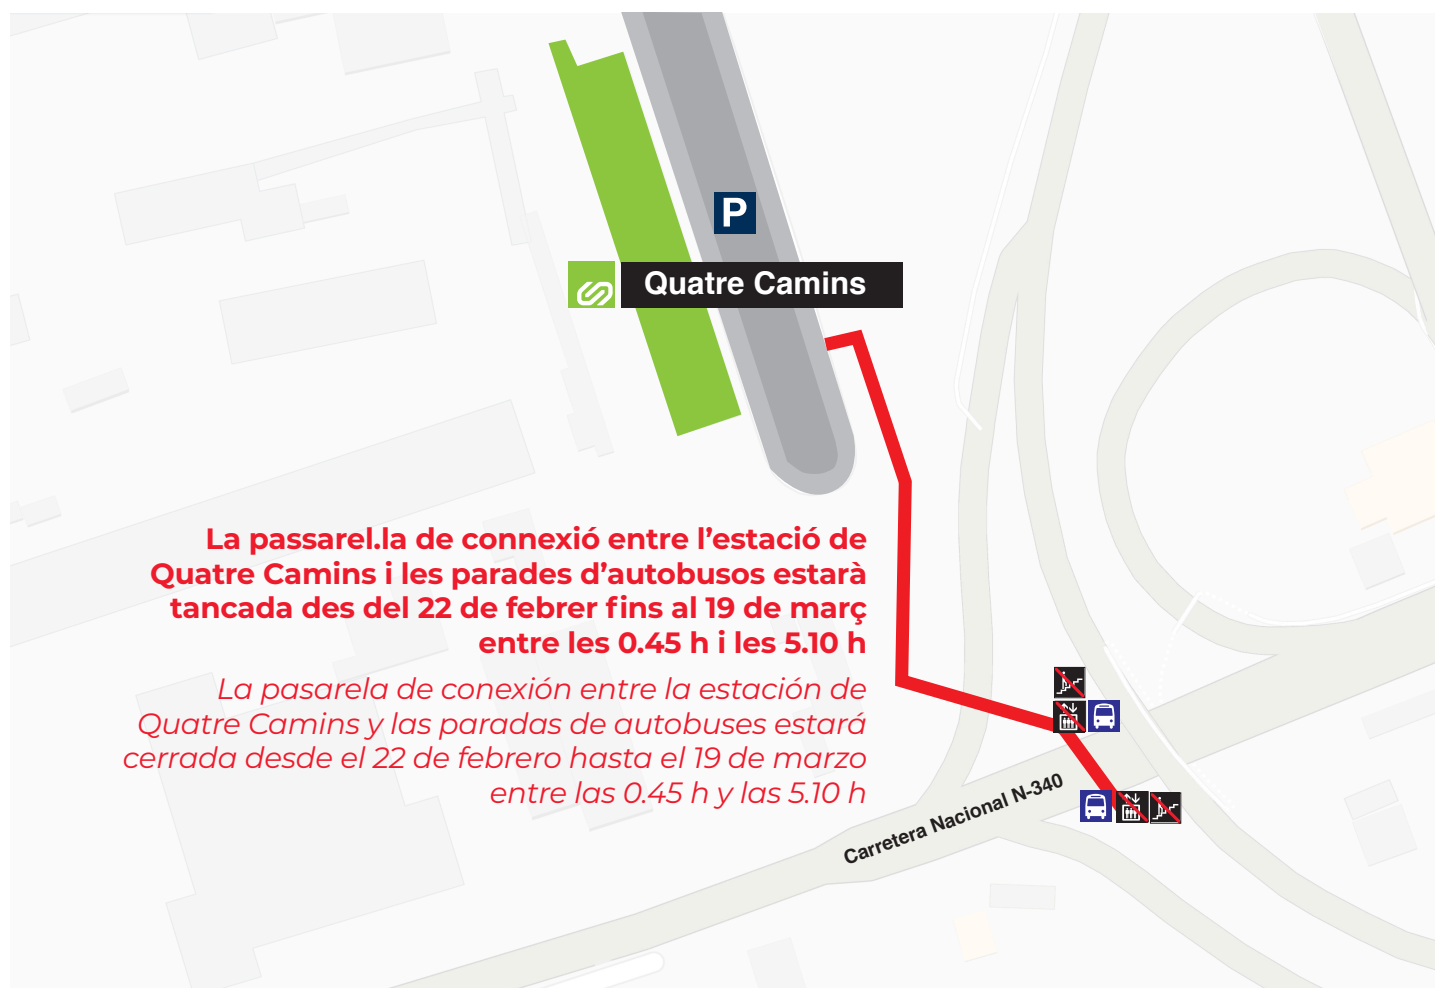 P
Quatre Camins
La passarel.la de connexió entre l’estació de
Quatre Camins i les parades d’autobusos estarà
tancada des del 22 de febrer fins al 19 de març
entre les 0.45 h i les 5.10 h
La pasarela de conexión entre la estación de
Quatre Camins y las paradas de autobuses estará
cerrada desde el 22 de febrero hasta el 19 de marzo
entre las 0.45 h y las 5.10 h
Carretera Nacional N-340